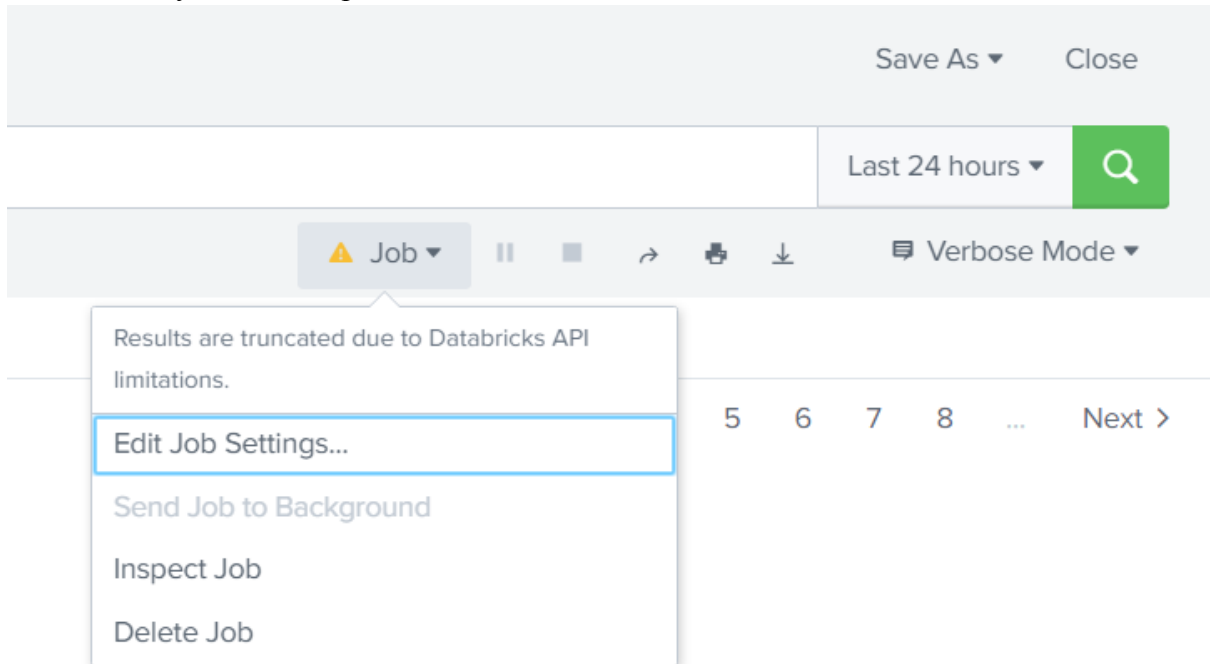 Save As Close
Last 24 hours
Job Verbose Mode
Results are truncated due to Databricks API
limitations.
5 6 7 8 ... Next >
Edit Job Settings...
Send Job to Background
Inspect Job
Delete Job